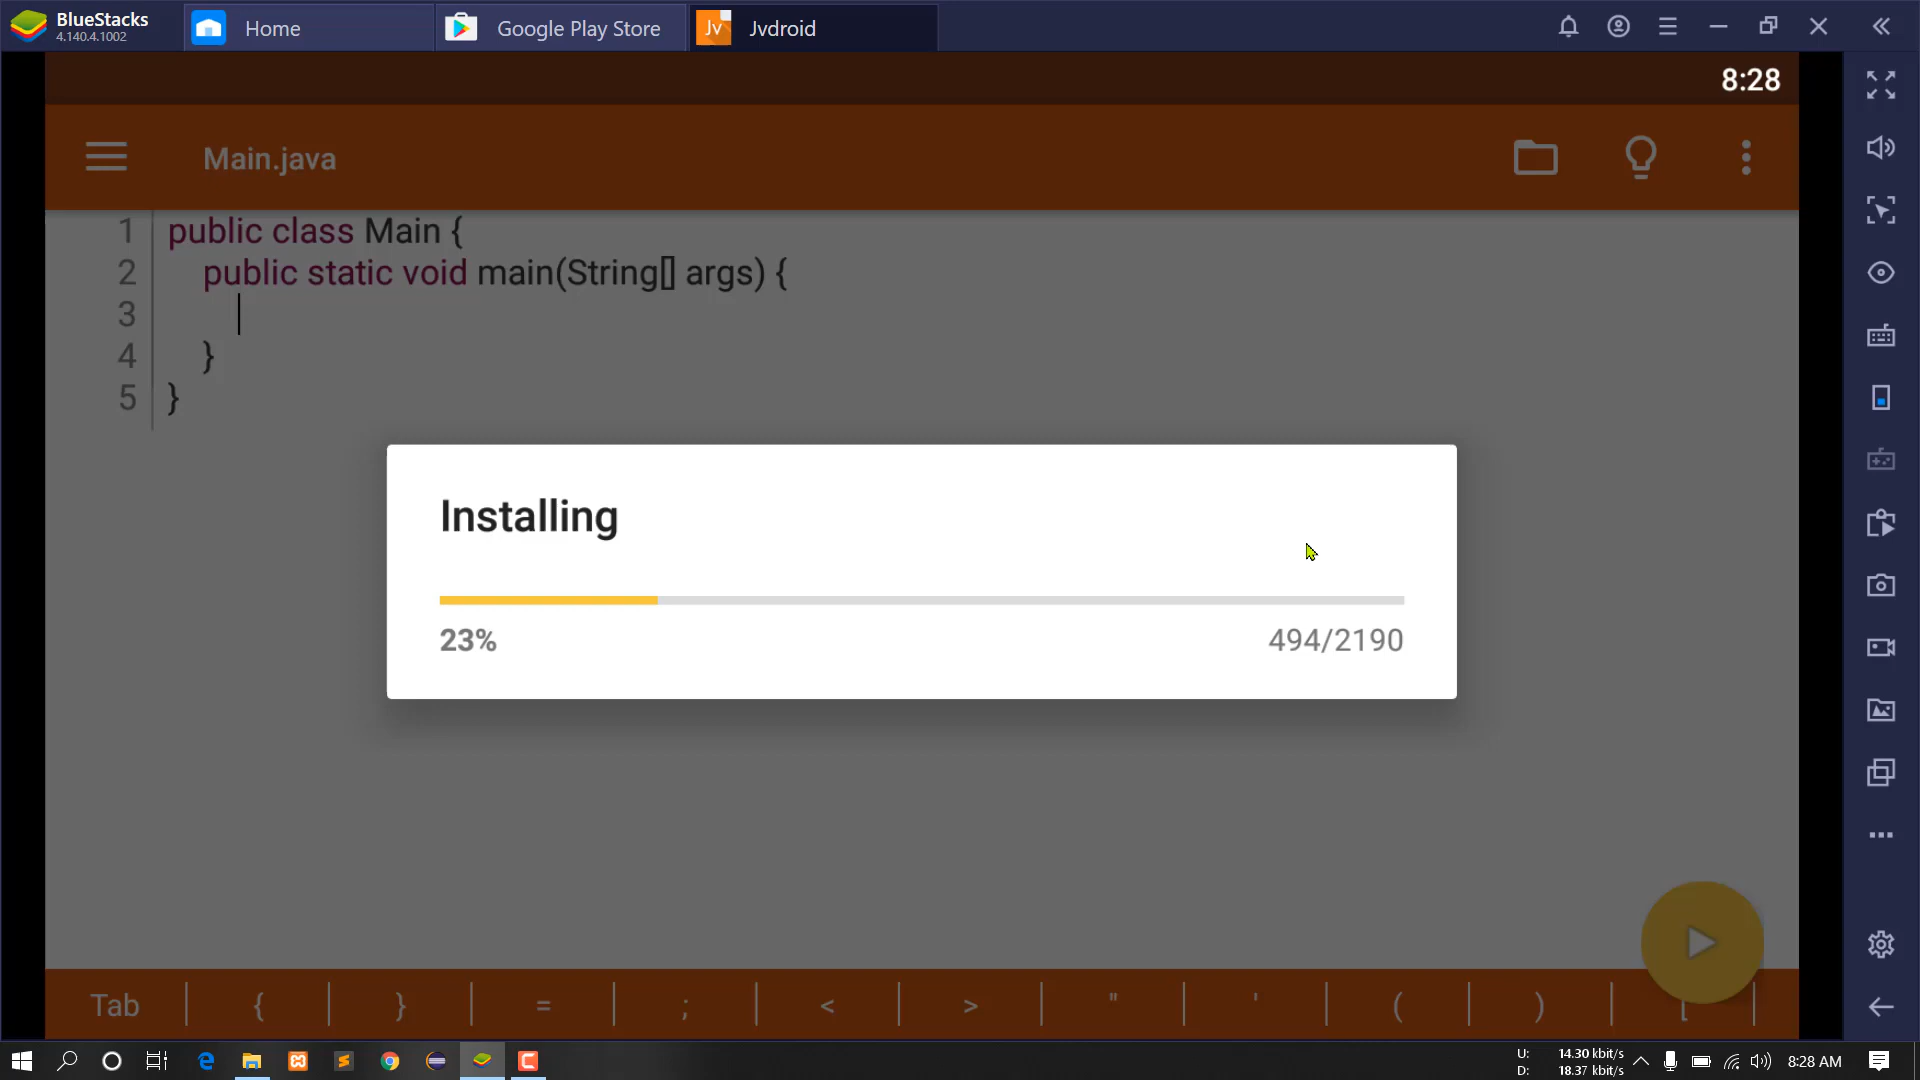 BlueStacks
4.140.4.1002
Home
Google Play Store
Jv
Jvdroid
8:28
Main.java
1 public class Main {
2 public static void main(String[] args) {
3
4 }
5 }
Installing
23%
494/2190
Tab { } = ; < > " ' ( ) [
U: 14.30 kbit/s
D: 18.37 kbit/s
8:28 AM